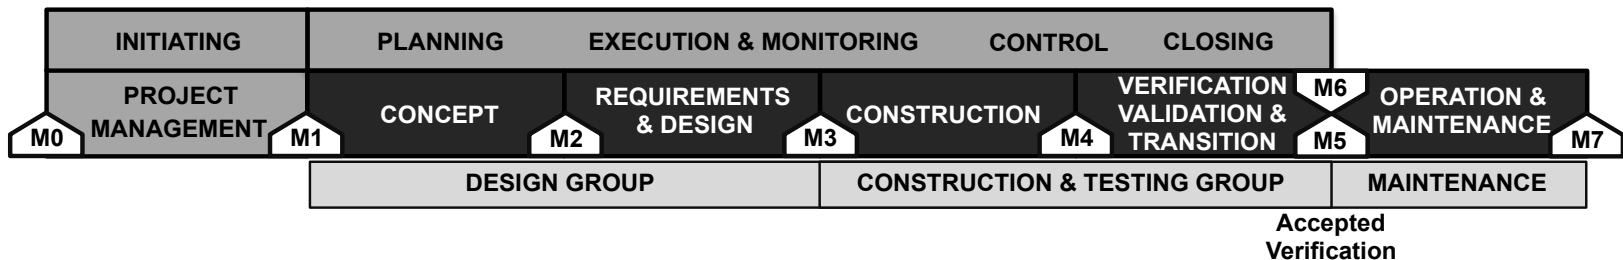 INITIATING
PLANNING
EXECUTION & MONITORING
CONTROL
CLOSING
PROJECT
MANAGEMENT
CONCEPT
REQUIREMENTS
& DESIGN
CONSTRUCTION
VERIFICATION
VALIDATION &
TRANSITION
OPERATION &
MAINTENANCE
M0
M1
M2
M3
M4
M6
M5
M7
DESIGN GROUP
CONSTRUCTION & TESTING GROUP
MAINTENANCE
Accepted
Verification